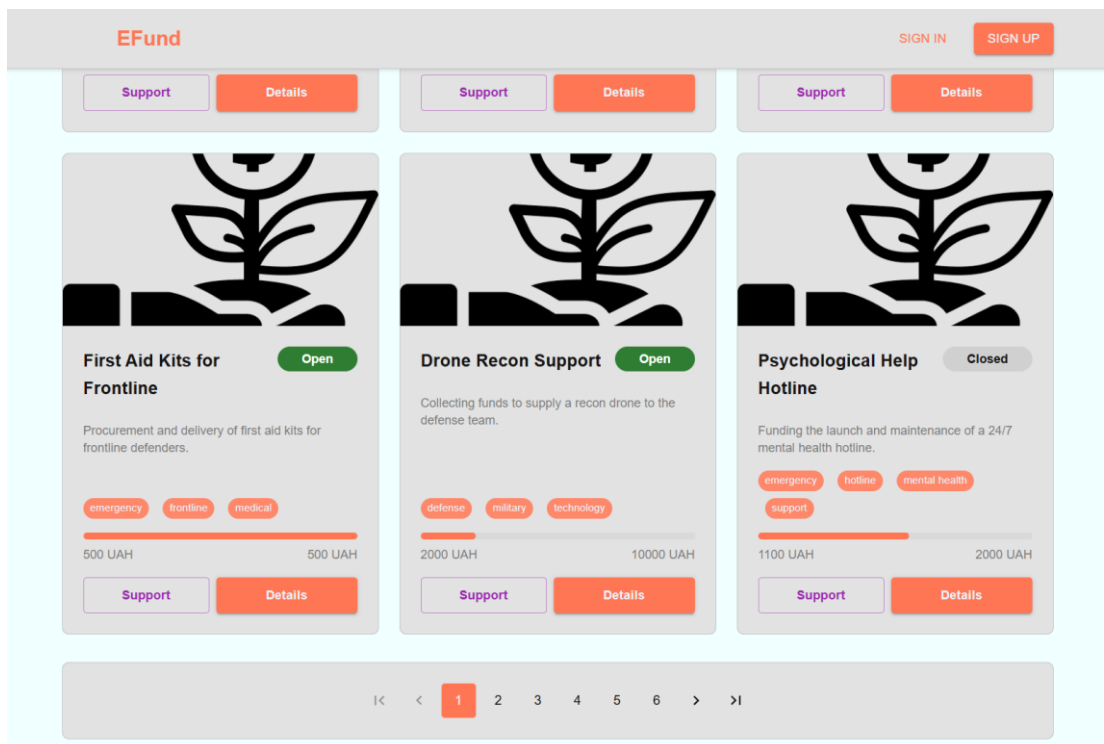 EFund
SIGN IN
SIGN UP
Support
Details
Support
Details
Support
Details
First Aid Kits for
Frontline
Open
Procurement and delivery of first aid kits for
frontline defenders.
emergency frontline medical
500 UAH 500 UAH
Support
Details
Drone Recon Support
Open
Collecting funds to supply a recon drone to the
defense team.
defense military technology
2000 UAH 10000 UAH
Support
Details
Psychological Help
Hotline
Closed
Funding the launch and maintenance of a 24/7
mental health hotline.
emergency hotline mental health
support
1100 UAH 2000 UAH
Support
Details
1 2 3 4 5 6